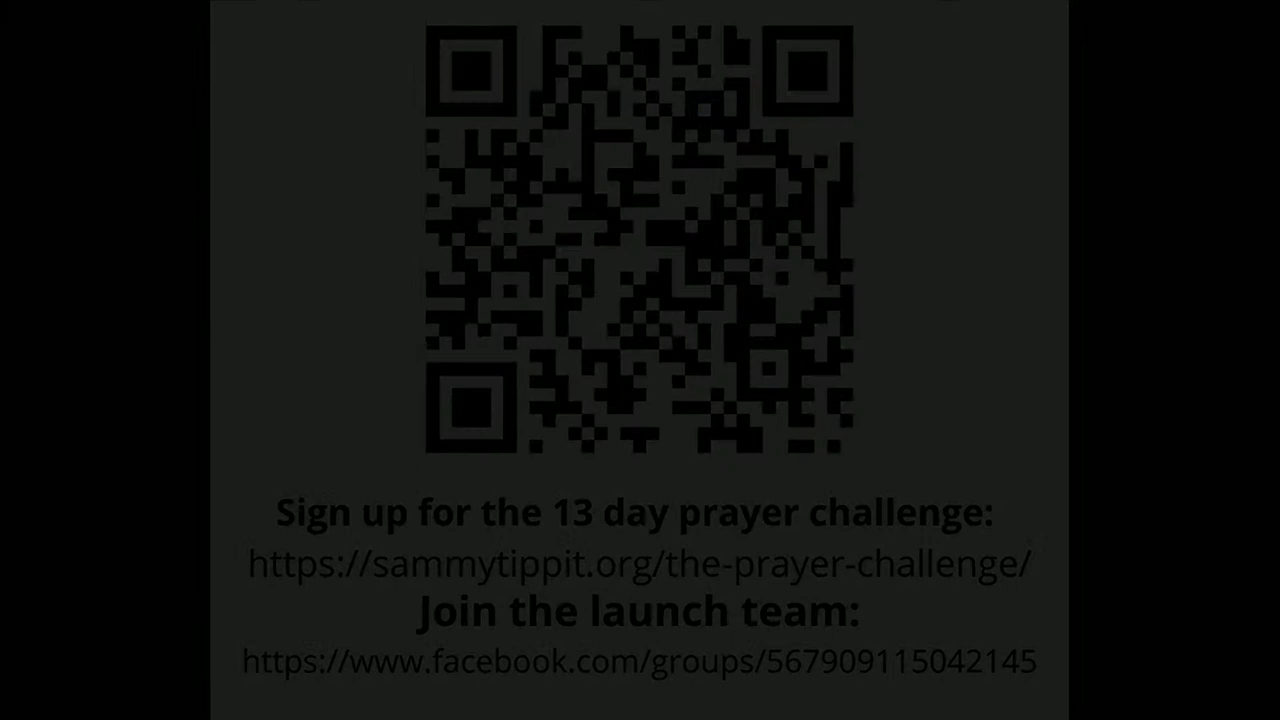 Sign up for the 13 day prayer challenge:
https://sammytippit.org/the-prayer-challenge/
Join the launch team:
https://www.facebook.com/groups/567909115042145